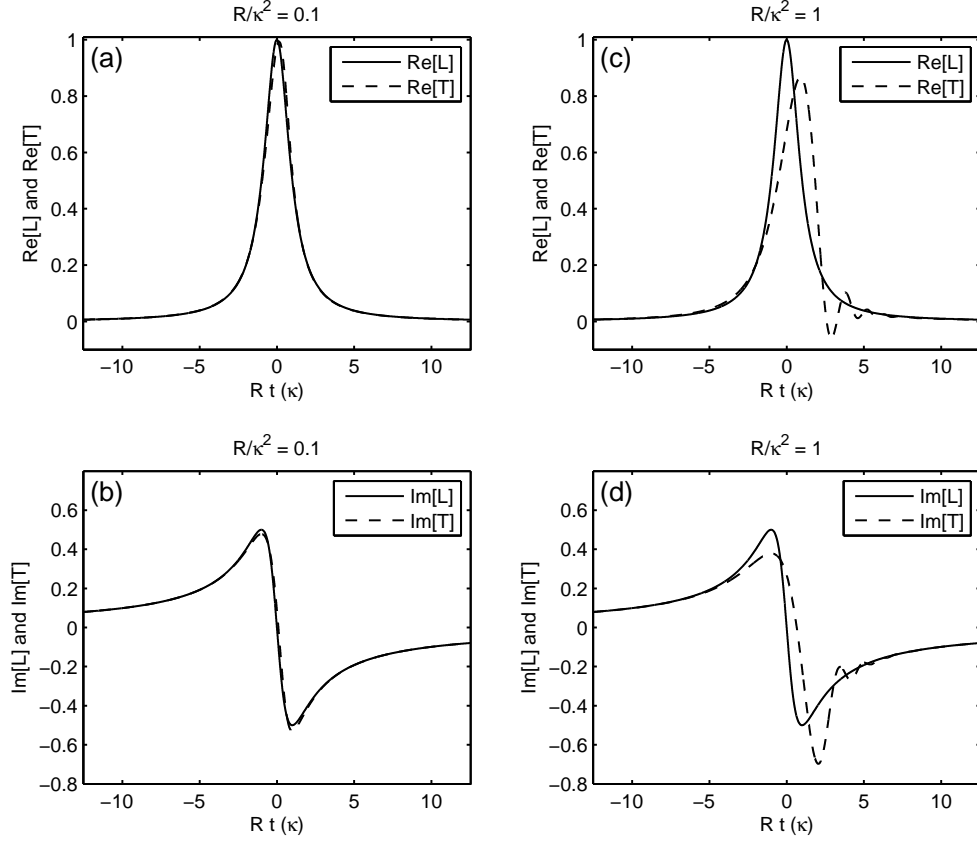 R/κ² = 0.1
(a)
Re[L]
Re[T]
1
0.8
0.6
0.4
0.2
0
Re[L] and Re[T]
−10
−5
0
5
10
R t (κ)
R/κ² = 1
(c)
Re[L]
Re[T]
1
0.8
0.6
0.4
0.2
0
Re[L] and Re[T]
−10
−5
0
5
10
R t (κ)
R/κ² = 0.1
(b)
Im[L]
Im[T]
0.6
0.4
0.2
0
−0.2
−0.4
−0.6
−0.8
Im[L] and Im[T]
−10
−5
0
5
10
R t (κ)
R/κ² = 1
(d)
Im[L]
Im[T]
0.6
0.4
0.2
0
−0.2
−0.4
−0.6
−0.8
Im[L] and Im[T]
−10
−5
0
5
10
R t (κ)